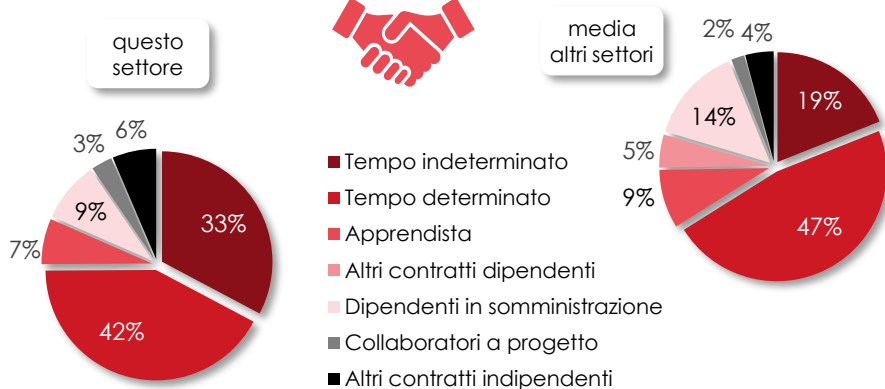 questo
settore
33%
42%
7%
9%
3%
6%
Tempo indeterminato
Tempo determinato
Apprendista
Altri contratti dipendenti
Dipendenti in somministrazione
Collaboratori a progetto
Altri contratti indipendenti
media
altri settori
19%
47%
9%
5%
14%
2%
4%